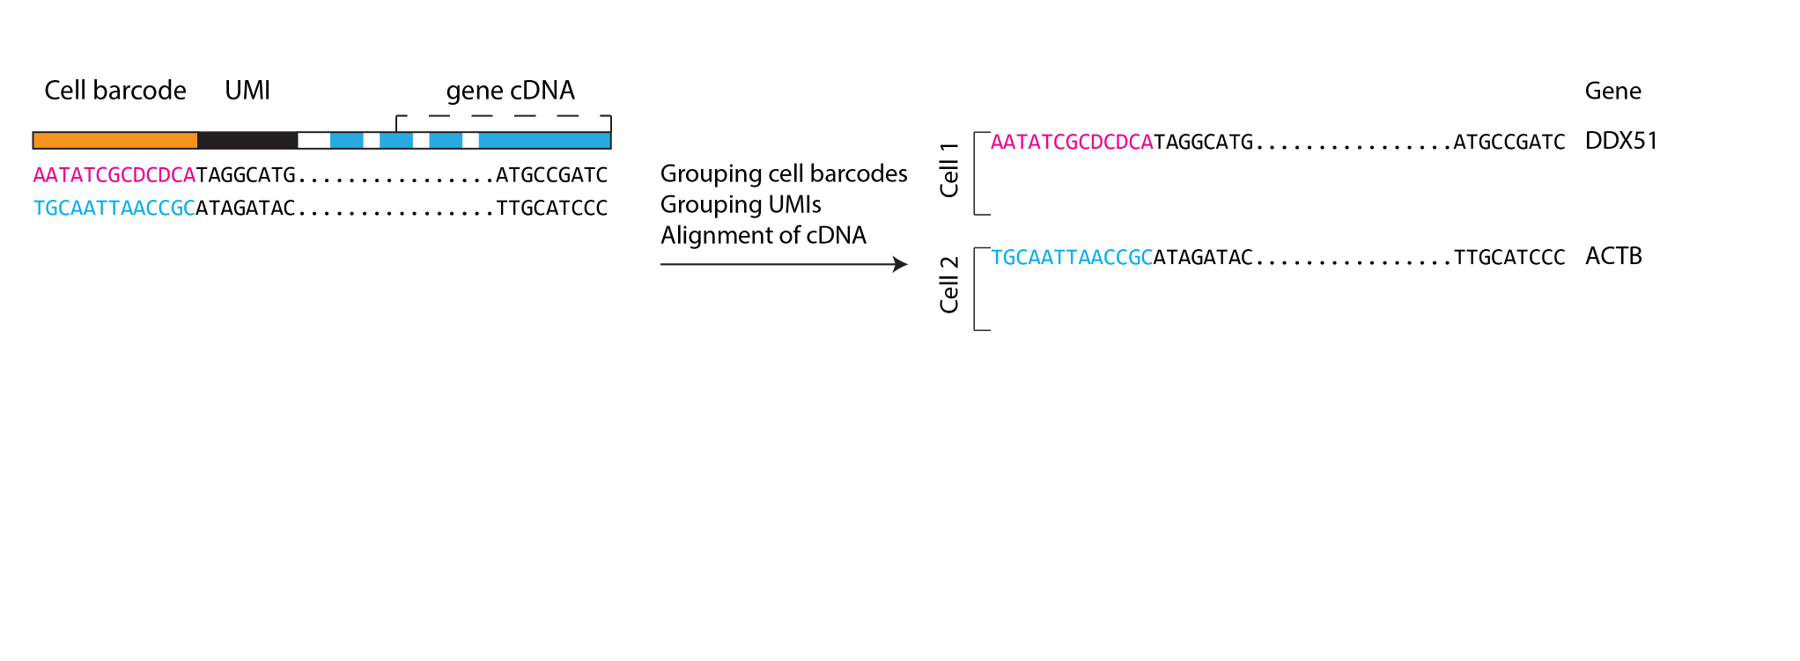 Cell barcode UMI gene cDNA
AATATCGCDCDCATAGGCATG................ATGCCGATC
TGCAATTAACCGCATAGATAC................TTGCATCCC
Grouping cell barcodes
Grouping UMIs
Alignment of cDNA
Gene
Cell 1
AATATCGCDCDCATAGGCATG................ATGCCGATC DDX51
Cell 2
TGCAATTAACCGCATAGATAC................TTGCATCCC ACTB